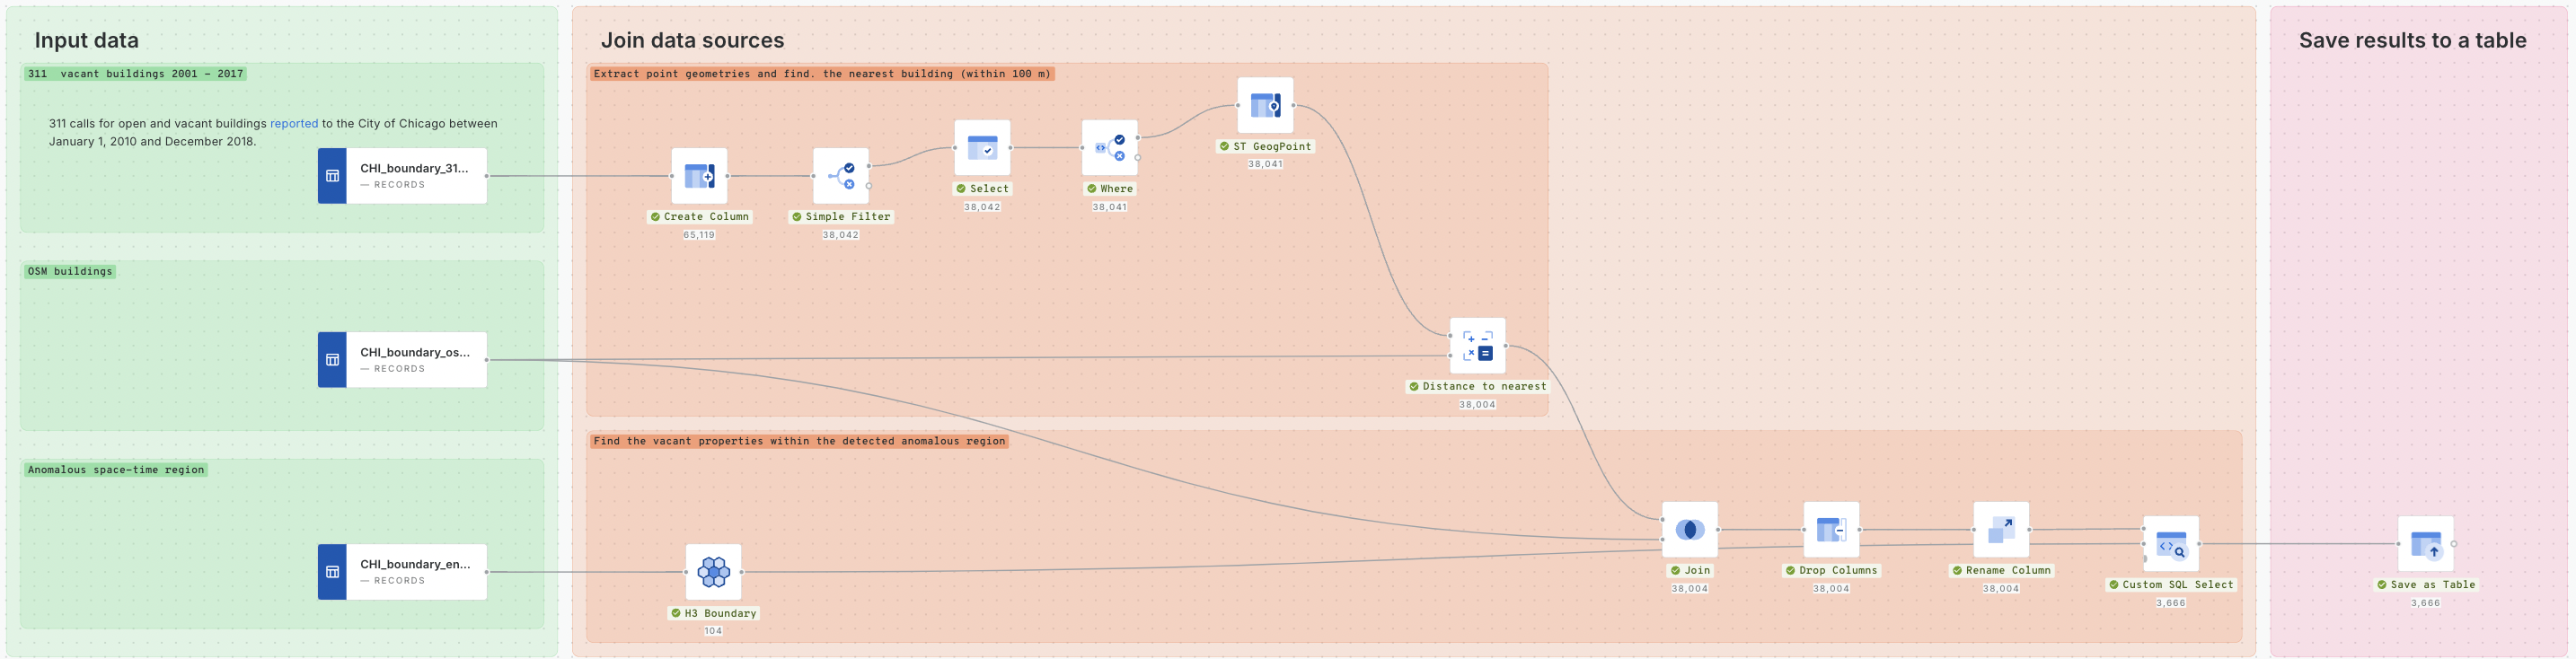 Input data
311  vacant buildings 2001 - 2017
311 calls for open and vacant buildings reported to the City of Chicago between
January 1, 2010 and December 2018.
CHI_boundary_31...
— RECORDS
OSM buildings
CHI_boundary_os...
— RECORDS
Anomalous space-time region
CHI_boundary_en...
— RECORDS
Join data sources
Extract point geometries and find. the nearest building (within 100 m)
Create Column
65,119
Simple Filter
38,042
Select
38,042
Where
38,041
ST GeogPoint
38,041
Distance to nearest
38,004
Find the vacant properties within the detected anomalous region
H3 Boundary
104
Join
38,004
Drop Columns
38,004
Rename Column
38,004
Custom SQL Select
3,666
Save results to a table
Save as Table
3,666